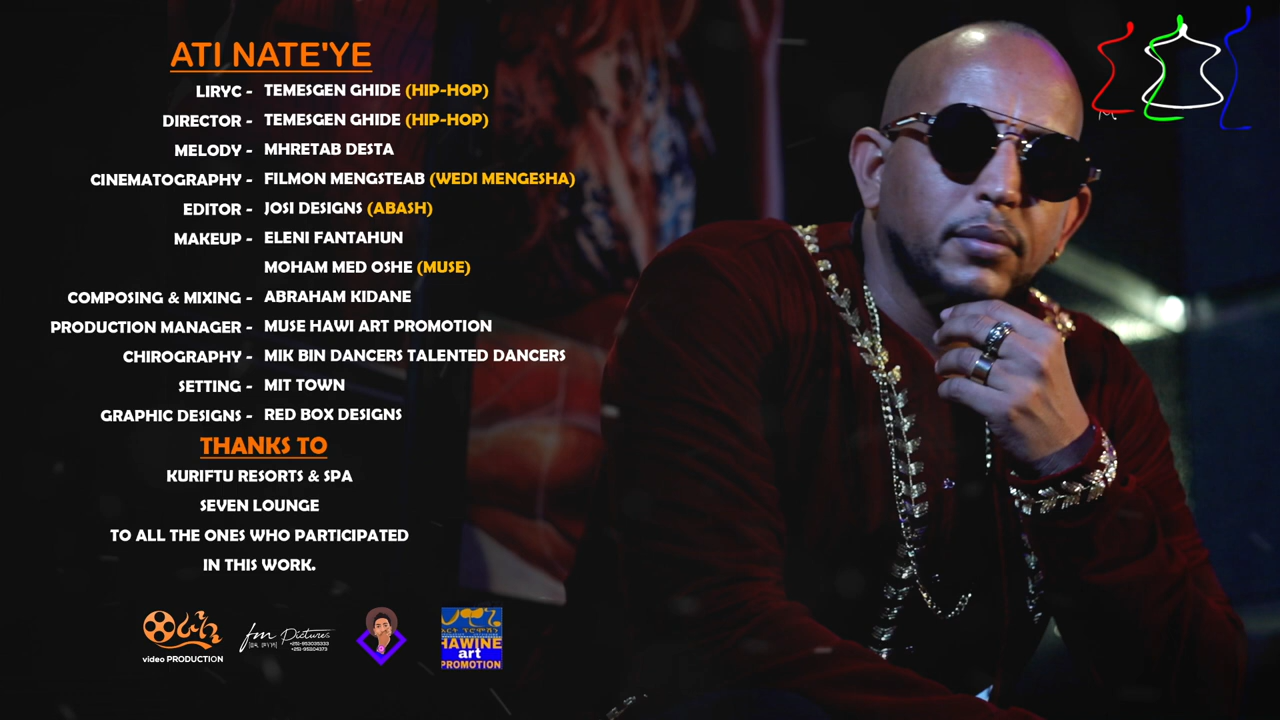 ATI NATE'YE
LIRYC - TEMESGEN GHIDE (HIP-HOP)
DIRECTOR - TEMESGEN GHIDE (HIP-HOP)
MELODY - MHRETAB DESTA
CINEMATOGRAPHY - FILMON MENGSTEAB (WEDI MENGESHA)
EDITOR - JOSI DESIGNS (ABASH)
MAKEUP - ELENI FANTAHUN
MOHAM MED OSHE (MUSE)
COMPOSING & MIXING - ABRAHAM KIDANE
PRODUCTION MANAGER - MUSE HAWI ART PROMOTION
CHIROGRAPHY - MIK BIN DANCERS TALENTED DANCERS
SETTING - MIT TOWN
GRAPHIC DESIGNS - RED BOX DESIGNS
THANKS TO
KURIFTU RESORTS & SPA
SEVEN LOUNGE
TO ALL THE ONES WHO PARTICIPATED
IN THIS WORK.
video PRODUCTION
fm Pictures
HAWINE
art
PROMOTION